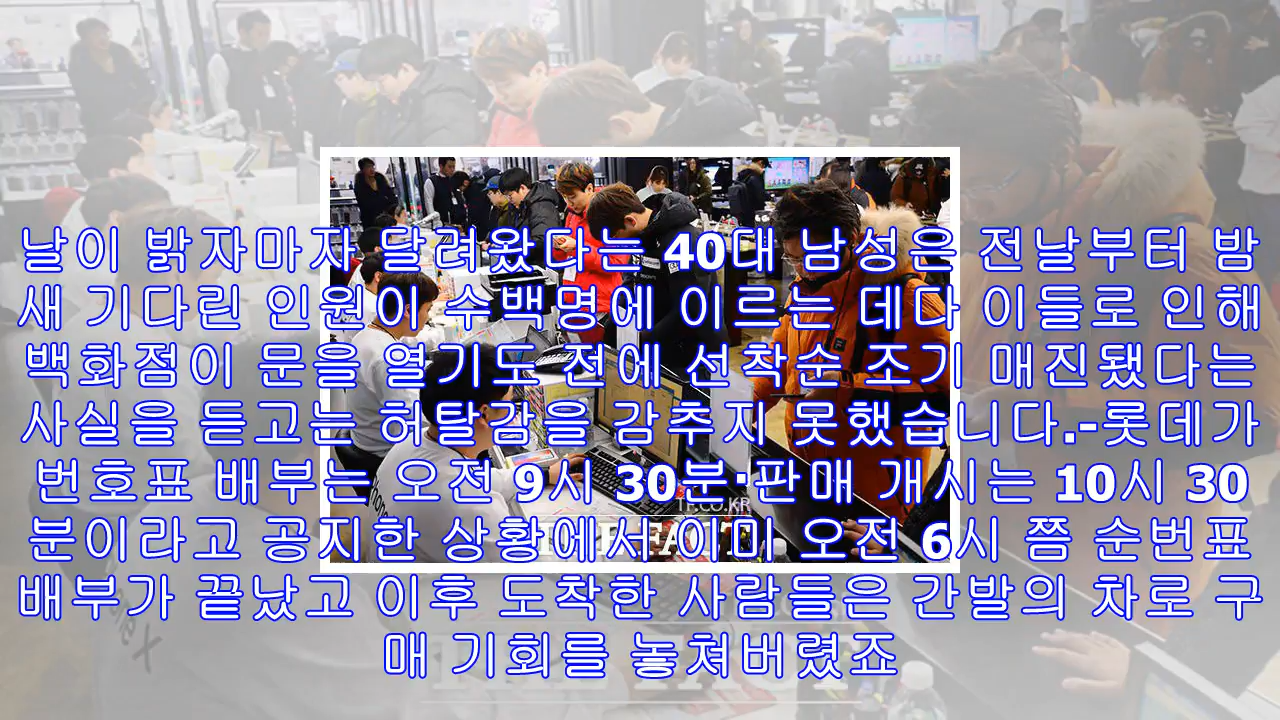 날이 밝자마자 달려왔다는 40대 남성은 전날부터 밤
새 기다린 인원이 수백명에 이르는 데다 이들로 인해
백화점이 문을 열기도 전에 선착순 조기 매진됐다는
사실을 듣고는 허탈감을 감추지 못했습니다.-롯데가
번호표 배부는 오전 9시 30분·판매 개시는 10시 30
분이라고 공지한 상황에서 이미 오전 6시 쯤 순번표
배부가 끝났고 이후 도착한 사람들은 간발의 차로 구
매 기회를 놓쳐버렸죠
TF.CO.KR
THE FACT